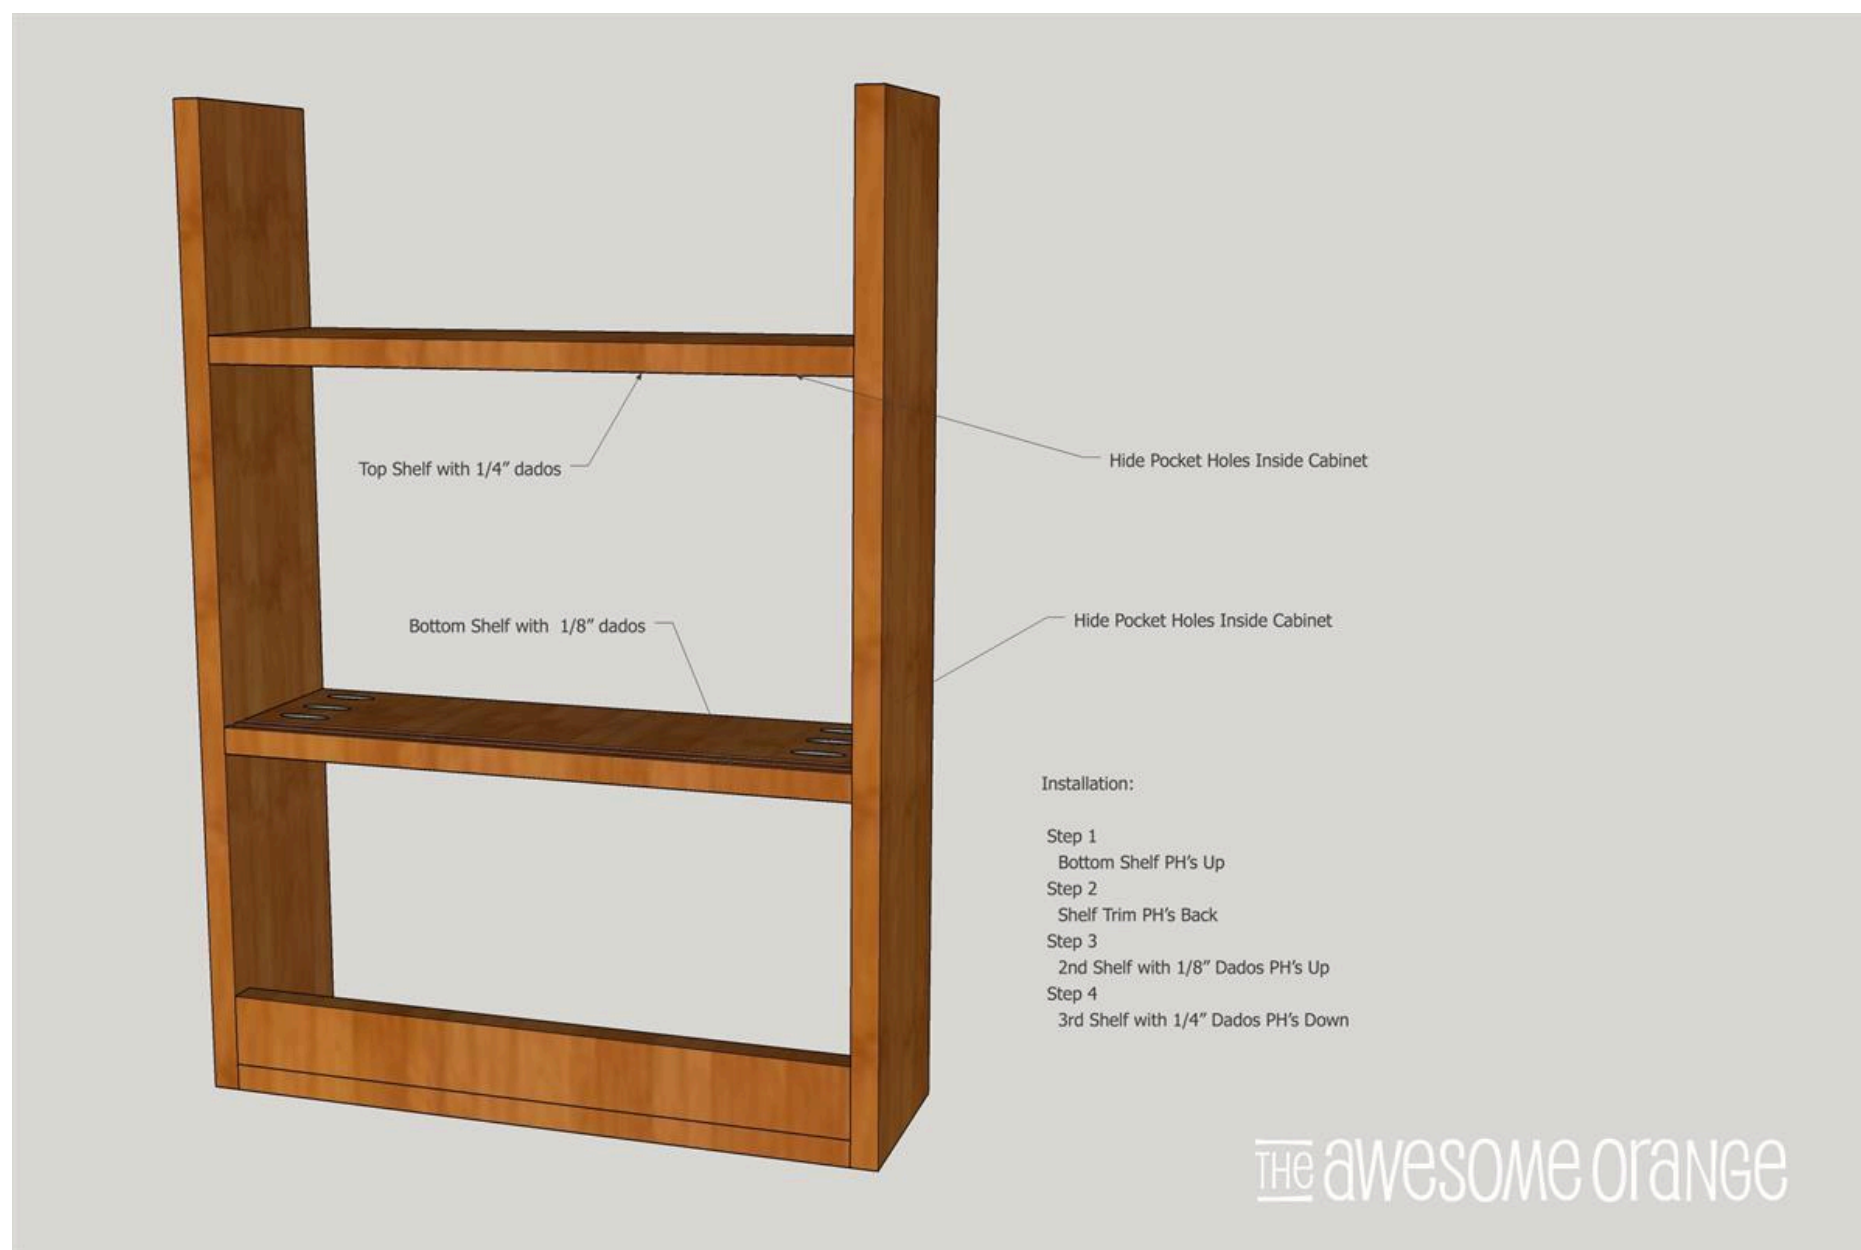 Top Shelf with 1/4” dados
Hide Pocket Holes Inside Cabinet
Bottom Shelf with 1/8” dados
Hide Pocket Holes Inside Cabinet
Installation:
Step 1
Bottom Shelf PH’s Up
Step 2
Shelf Trim PH’s Back
Step 3
2nd Shelf with 1/8” Dados PH’s Up
Step 4
3rd Shelf with 1/4” Dados PH’s Down
THE aWesOMe OraNGe